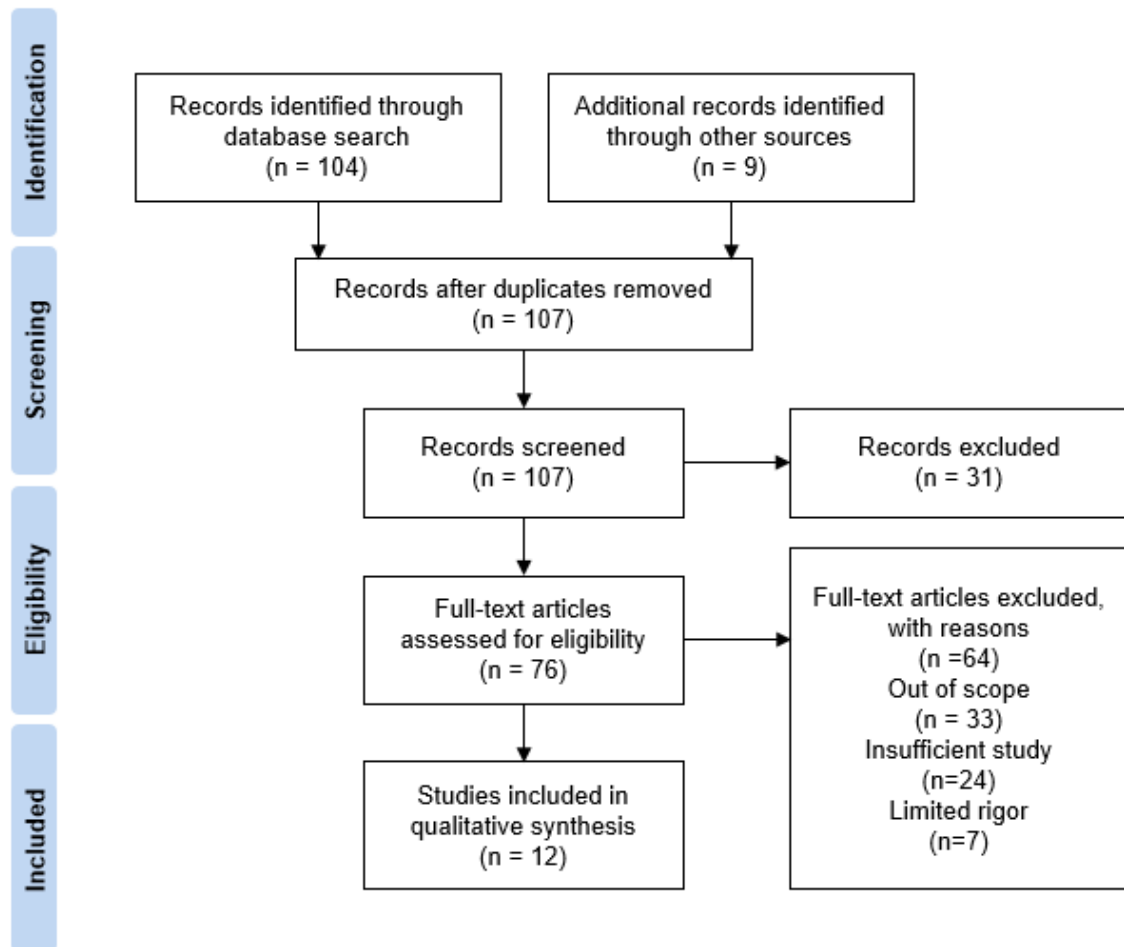 Identification
Records identified through
database search
(n = 104)
Additional records identified
through other sources
(n = 9)
Screening
Records after duplicates removed
(n = 107)
Records screened
(n = 107)
Records excluded
(n = 31)
Eligibility
Full-text articles
assessed for eligibility
(n = 76)
Full-text articles excluded,
with reasons
(n =64)
Out of scope
(n = 33)
Insufficient study
(n=24)
Limited rigor
(n=7)
Included
Studies included in
qualitative synthesis
(n = 12)